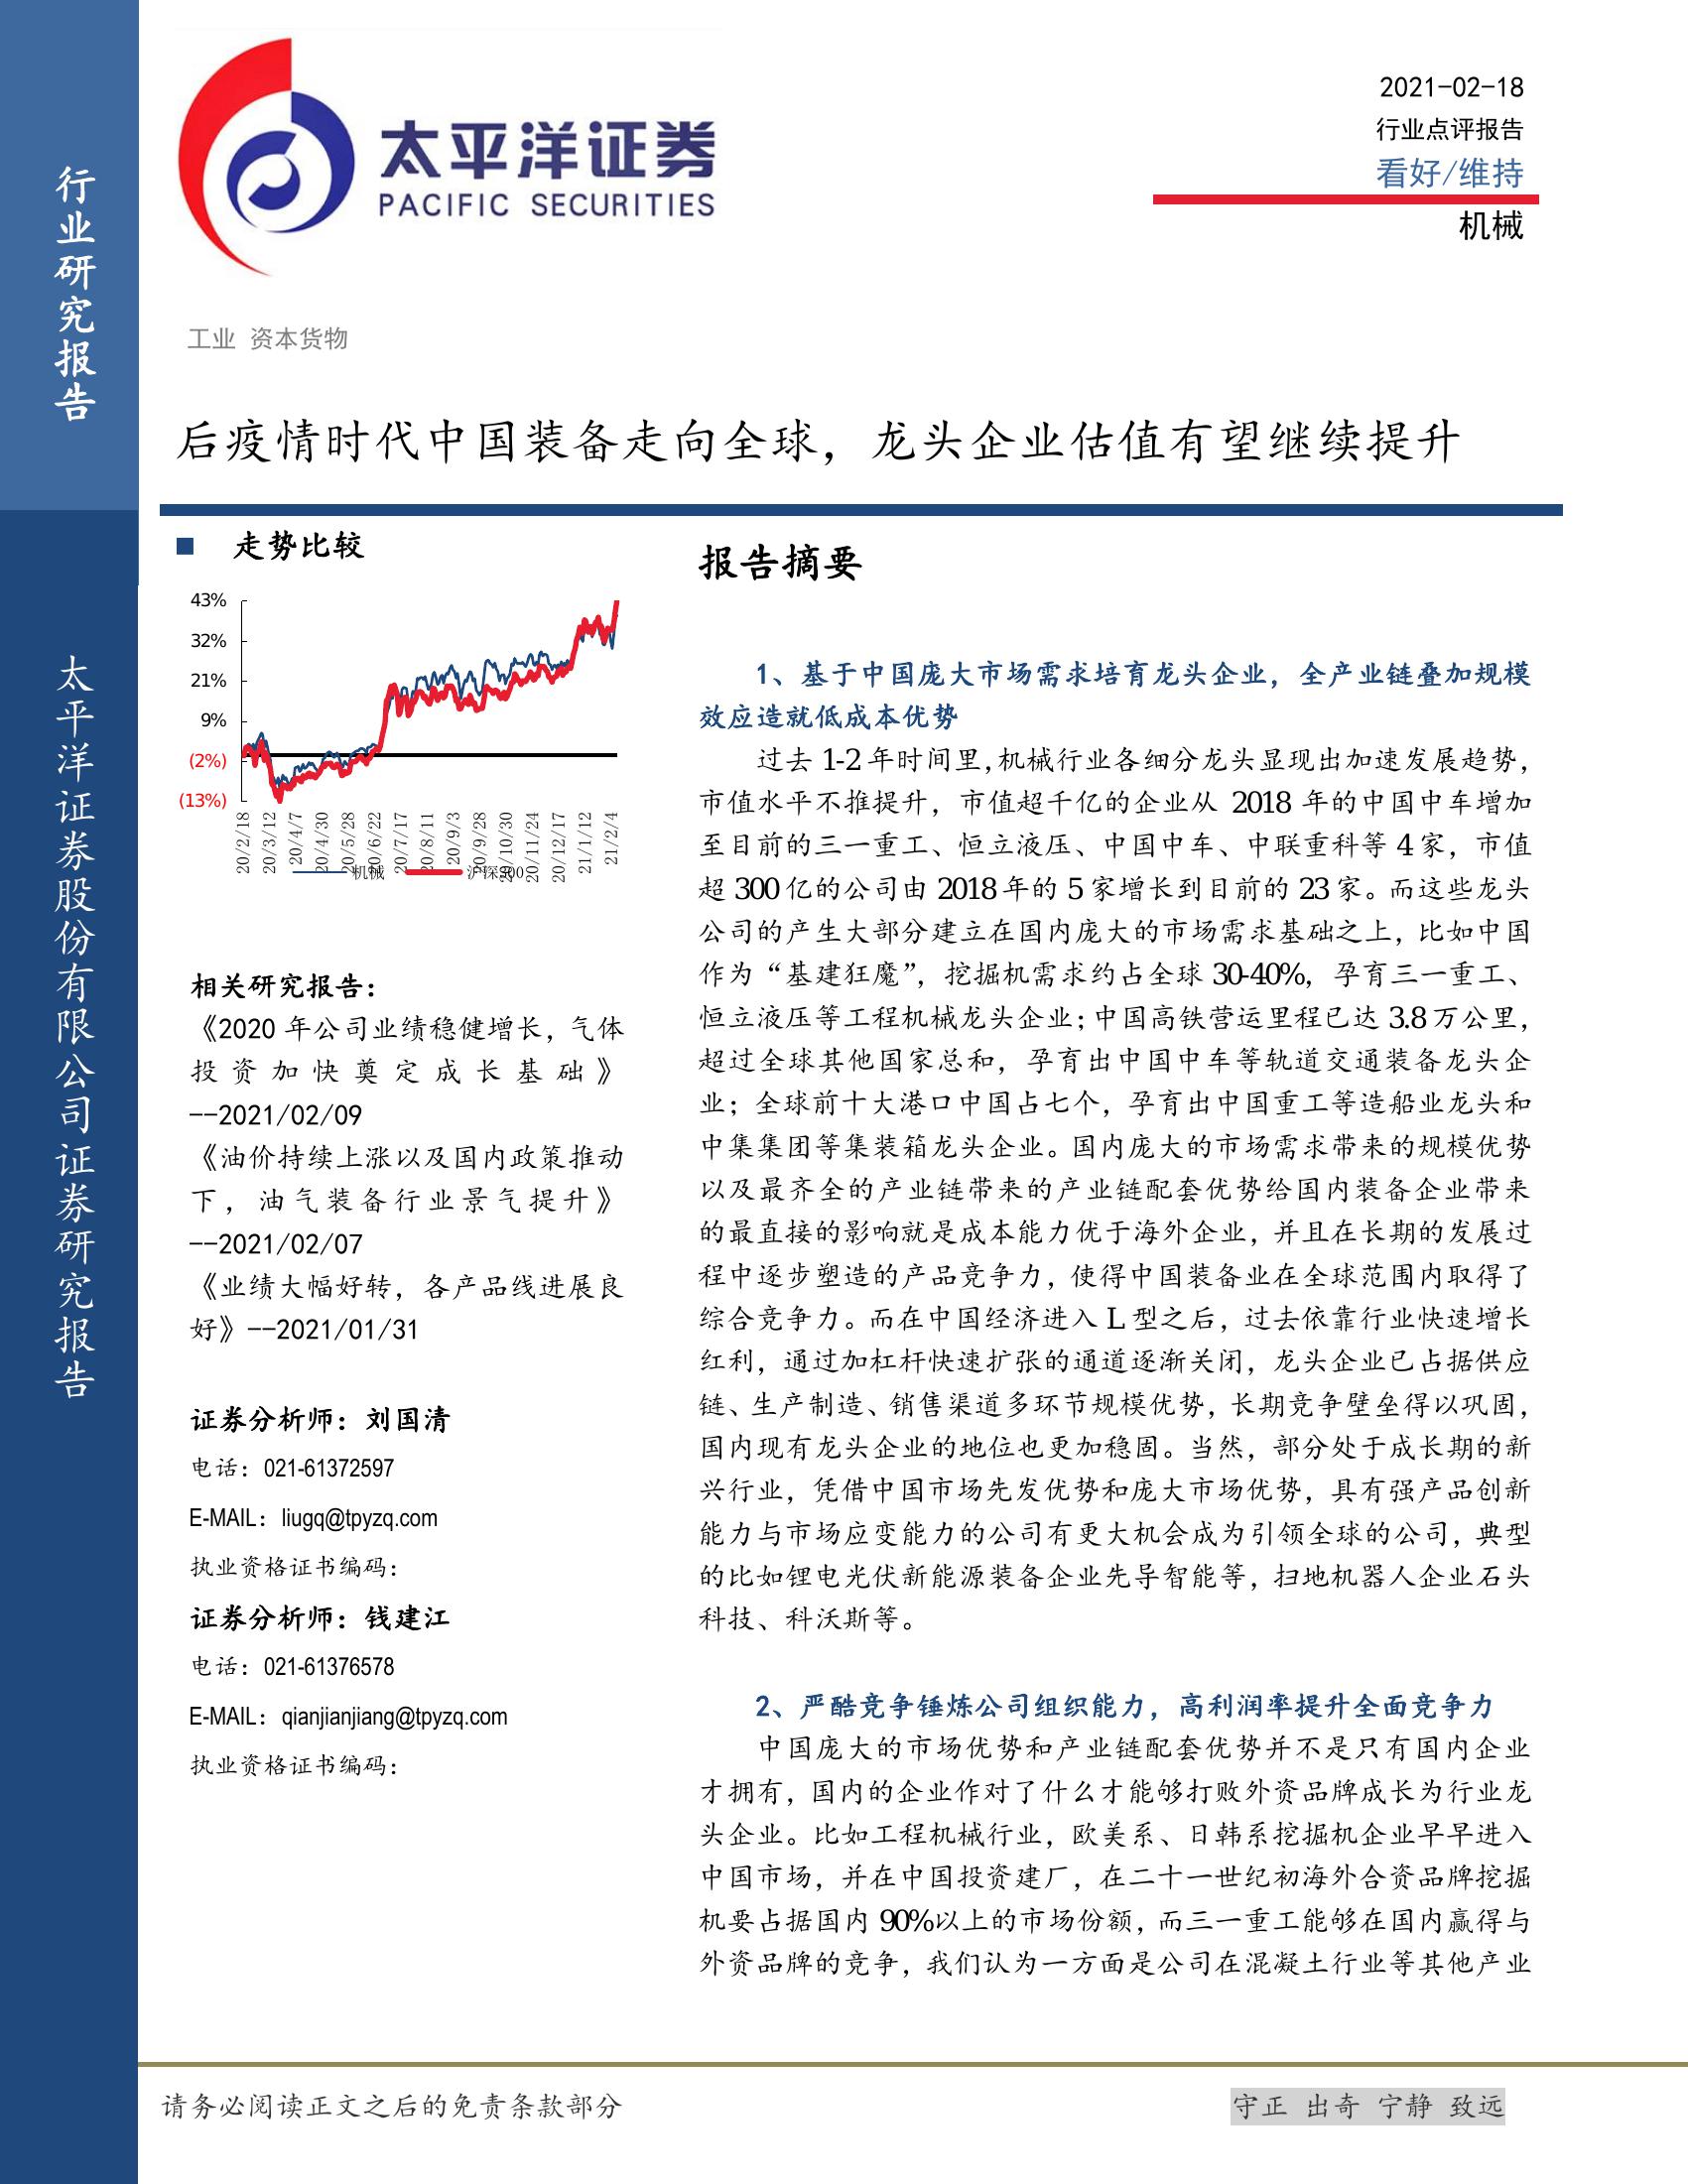 行业研究报告
太平洋证券股份有限公司证券研究报告
太平洋证券
PACIFIC SECURITIES
2021-02-18
行业点评报告
看好/维持
机械
工业 资本货物
后疫情时代中国装备走向全球，龙头企业估值有望继续提升
走势比较
43%
32%
21%
9%
(2%)
(13%)
20/2/18
20/3/12
20/4/7
20/4/30
20/5/28
20/6/22
20/7/17
20/8/11
20/9/3
20/9/28
20/10/30
20/11/24
20/12/17
21/1/12
21/2/4
机械
沪深300
相关研究报告：
《2020 年公司业绩稳健增长，气体
投资加快奠定成长基础》
--2021/02/09
《油价持续上涨以及国内政策推动
下，油气装备行业景气提升》
--2021/02/07
《业绩大幅好转，各产品线进展良
好》--2021/01/31
证券分析师：刘国清
电话：021-61372597
E-MAIL：liugq@tpyzq.com
执业资格证书编码：
证券分析师：钱建江
电话：021-61376578
E-MAIL：qianjianjiang@tpyzq.com
执业资格证书编码：
报告摘要
1、基于中国庞大市场需求培育龙头企业，全产业链叠加规模
效应造就低成本优势
过去 1-2 年时间里，机械行业各细分龙头显现出加速发展趋势，
市值水平不推提升，市值超千亿的企业从 2018 年的中国中车增加
至目前的三一重工、恒立液压、中国中车、中联重科等 4 家，市值
超 300 亿的公司由 2018 年的 5 家增长到目前的 23 家。而这些龙头
公司的产生大部分建立在国内庞大的市场需求基础之上，比如中国
作为“基建狂魔”，挖掘机需求约占全球 30-40%，孕育三一重工、
恒立液压等工程机械龙头企业；中国高铁营运里程已达 3.8 万公里，
超过全球其他国家总和，孕育出中国中车等轨道交通装备龙头企
业；全球前十大港口中国占七个，孕育出中国重工等造船业龙头和
中集集团等集装箱龙头企业。国内庞大的市场需求带来的规模优势
以及最齐全的产业链带来的产业链配套优势给国内装备企业带来
的最直接的影响就是成本能力优于海外企业，并且在长期的发展过
程中逐步塑造的产品竞争力，使得中国装备业在全球范围内取得了
综合竞争力。而在中国经济进入 L 型之后，过去依靠行业快速增长
红利，通过加杠杆快速扩张的通道逐渐关闭，龙头企业已占据供应
链、生产制造、销售渠道多环节规模优势，长期竞争壁垒得以巩固，
国内现有龙头企业的地位也更加稳固。当然，部分处于成长期的新
兴行业，凭借中国市场先发优势和庞大市场优势，具有强产品创新
能力与市场应变能力的公司有更大机会成为引领全球的公司，典型
的比如锂电光伏新能源装备企业先导智能等，扫地机器人企业石头
科技、科沃斯等。
2、严酷竞争锤炼公司组织能力，高利润率提升全面竞争力
中国庞大的市场优势和产业链配套优势并不是只有国内企业
才拥有，国内的企业作对了什么才能够打败外资品牌成长为行业龙
头企业。比如工程机械行业，欧美系、日韩系挖掘机企业早早进入
中国市场，并在中国投资建厂，在二十一世纪初海外合资品牌挖掘
机要占据国内 90%以上的市场份额，而三一重工能够在国内赢得与
外资品牌的竞争，我们认为一方面是公司在混凝土行业等其他产业
请务必阅读正文之后的免责条款部分
守正 出奇 宁静 致远